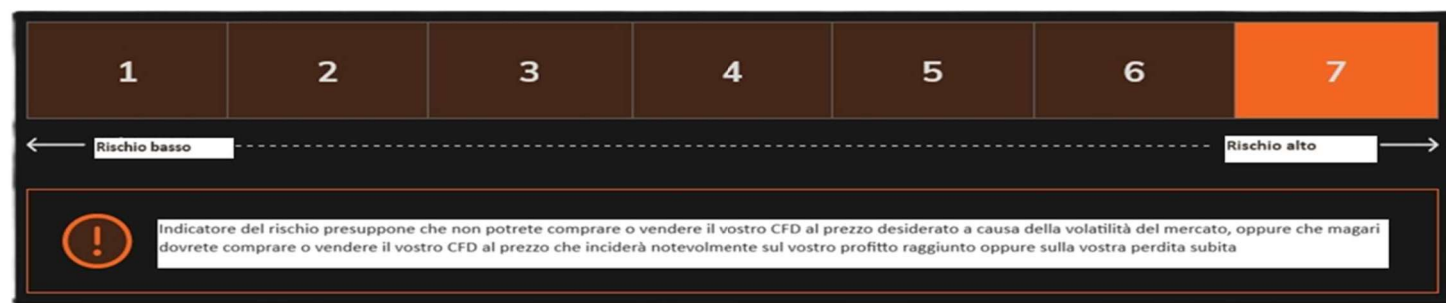 1 2 3 4 5 6 7
Rischio basso Rischio alto
Indicatore del rischio presuppone che non potrete comprare o vendere il vostro CFD al prezzo desiderato a causa della volatilità del mercato, oppure che magari
dovrete comprare o vendere il vostro CFD al prezzo che inciderà notevolmente sul vostro profitto raggiunto oppure sulla vostra perdita subita